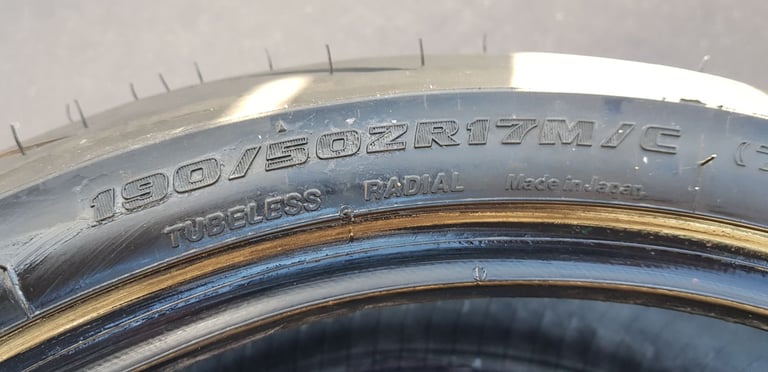 190/50ZR17M/C (
TUBELESS RADIAL Made in Japan